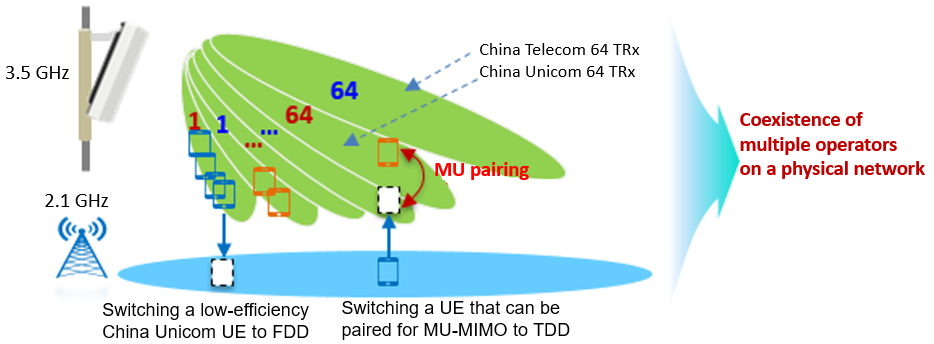 3.5 GHz
China Telecom 64 TRx
China Unicom 64 TRx
64
1
1
...
64
...
MU pairing
Coexistence of
multiple operators
on a physical network
2.1 GHz
Switching a low-efficiency
China Unicom UE to FDD
Switching a UE that can be
paired for MU-MIMO to TDD